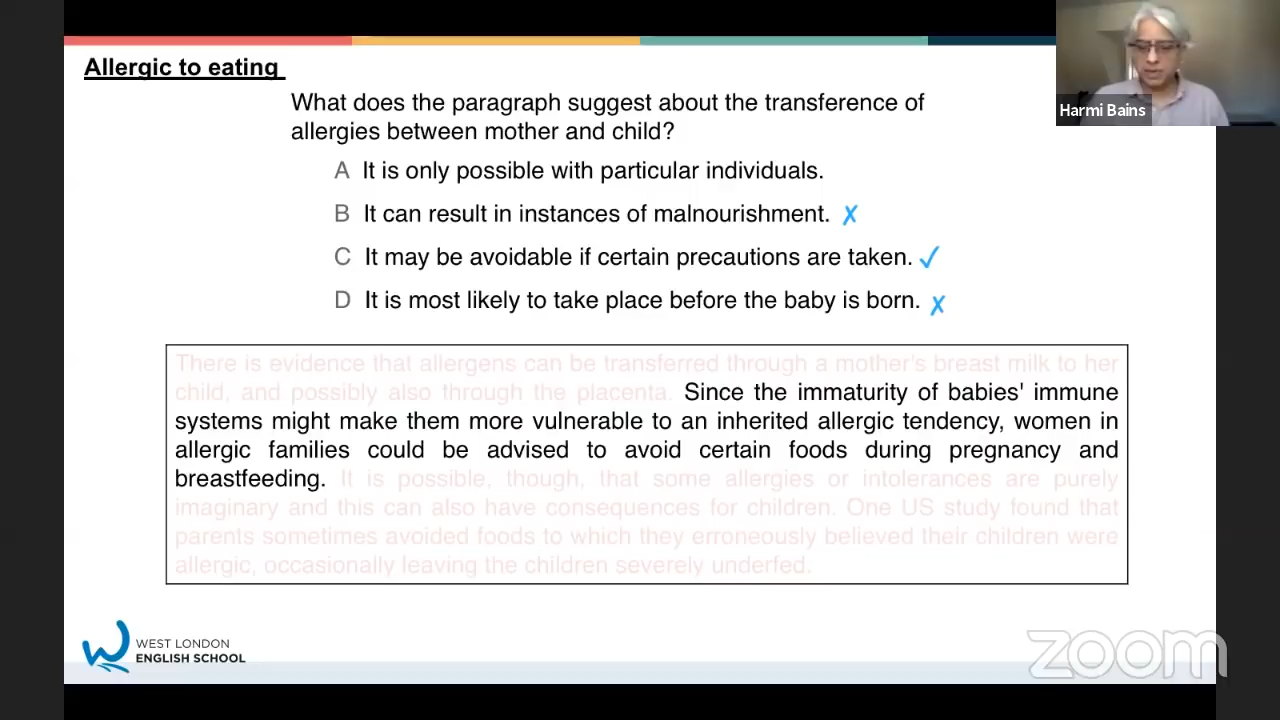 Allergic to eating
Harmi Bains
What does the paragraph suggest about the transference of
allergies between mother and child?
A It is only possible with particular individuals.
B It can result in instances of malnourishment. ✗
C It may be avoidable if certain precautions are taken. ✓
D It is most likely to take place before the baby is born. ✗
There is evidence that allergens can be transferred through a mother's breast milk to her
child, and possibly also through the placenta. Since the immaturity of babies' immune
systems might make them more vulnerable to an inherited allergic tendency, women in
allergic families could be advised to avoid certain foods during pregnancy and
breastfeeding. It is possible, though, that some allergies or intolerances are purely
imaginary and this can also have consequences for children. One US study found that
parents sometimes avoided foods to which they erroneously believed their children were
allergic, occasionally leaving the children severely underfed.
WEST LONDON
ENGLISH SCHOOL
zoom